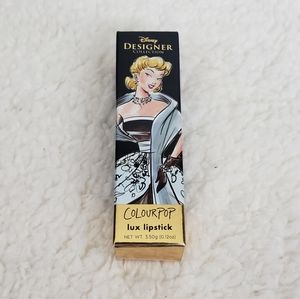 Disney
DESIGNER
COLLECTION
COLOURPOP
lux lipstick
NET WT. 3.50g (0.12oz)